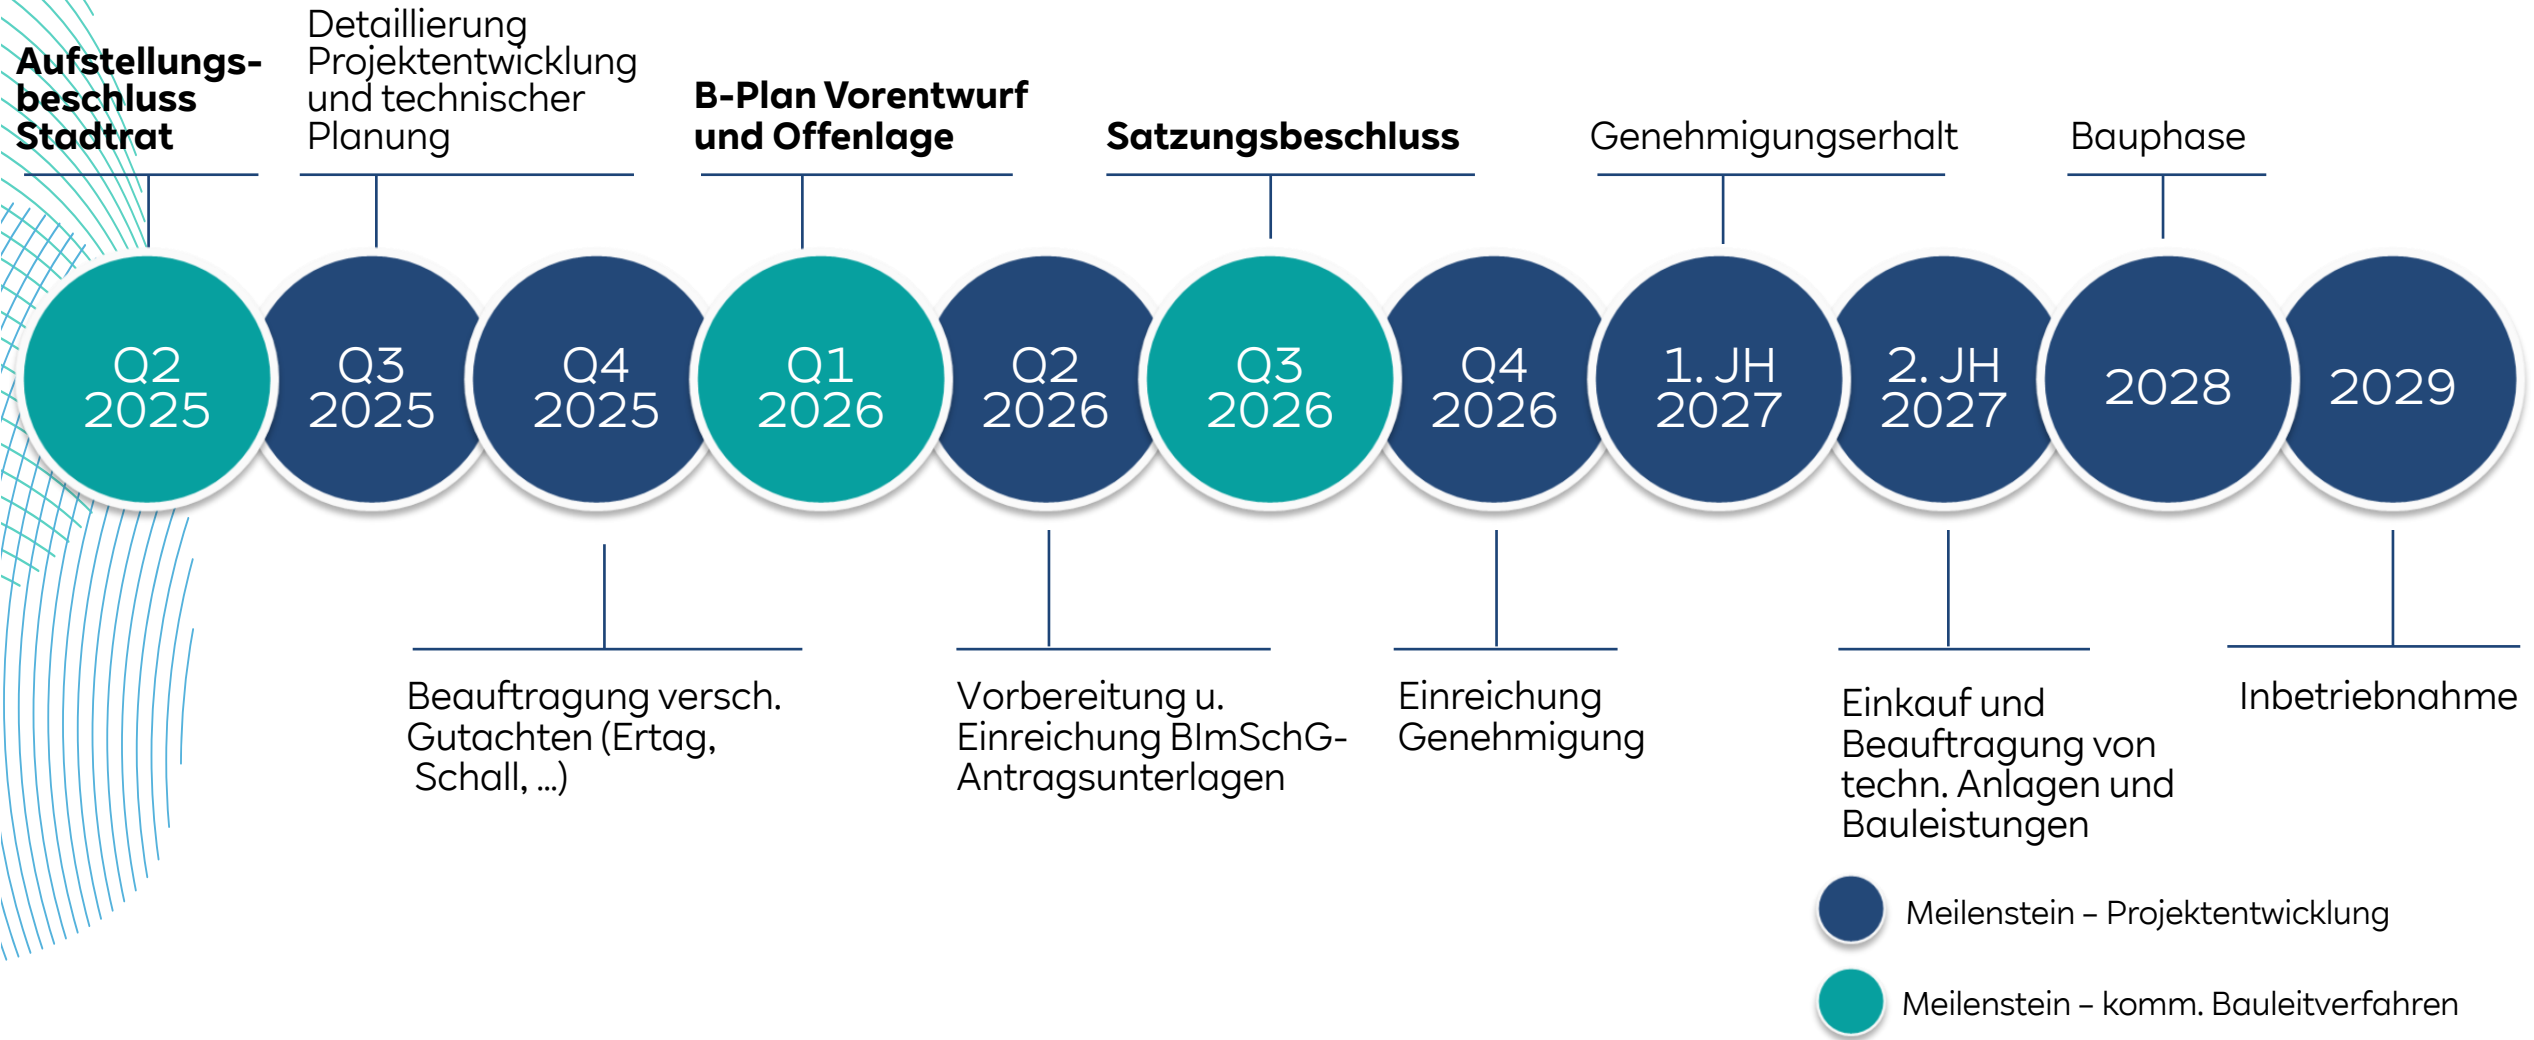 Aufstellungs-
beschluss
Stadtrat
Detaillierung
Projektentwicklung
und technischer
Planung
B-Plan Vorentwurf
und Offenlage
Satzungsbeschluss
Genehmigungserhalt
Bauphase
Q2
2025
Q3
2025
Q4
2025
Q1
2026
Q2
2026
Q3
2026
Q4
2026
1. JH
2027
2. JH
2027
2028
2029
Beauftragung versch.
Gutachten (Ertag,
Schall, ...)
Vorbereitung u.
Einreichung BImSchG-
Antragsunterlagen
Einreichung
Genehmigung
Einkauf und
Beauftragung von
techn. Anlagen und
Bauleistungen
Inbetriebnahme
Meilenstein – Projektentwicklung
Meilenstein – komm. Bauleitverfahren